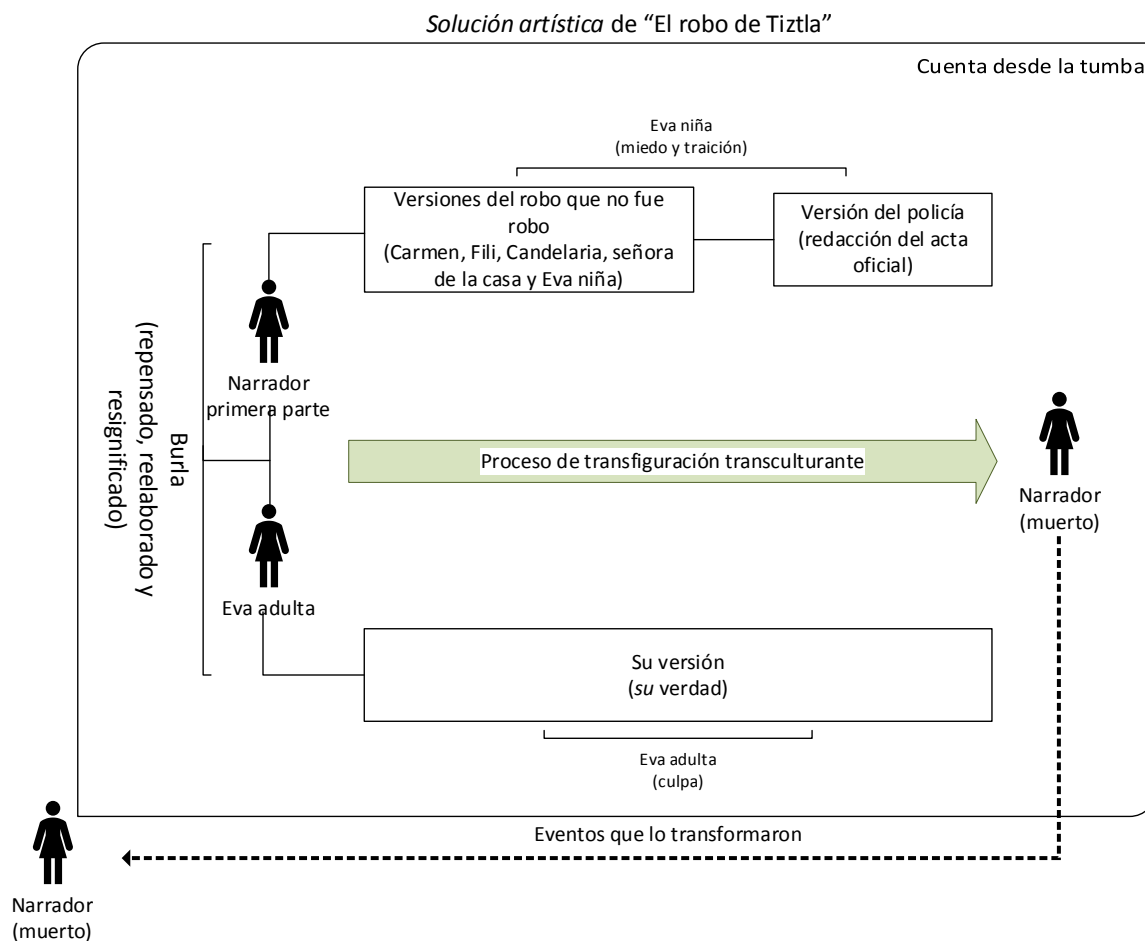 Solución artística de “El robo de Tiztla”
Cuenta desde la tumba
Eva niña
(miedo y traición)
Versiones del robo que no fue
robo
(Carmen, Fili, Candelaria, señora
de la casa y Eva niña)
Versión del policía
(redacción del acta
oficial)
Burla
(repensado, reelaborado y
resignificado)
Narrador
primera parte
Proceso de transfiguración transculturante
Narrador
(muerto)
Eva adulta
Su versión
(su verdad)
Eva adulta
(culpa)
Eventos que lo transformaron
Narrador
(muerto)